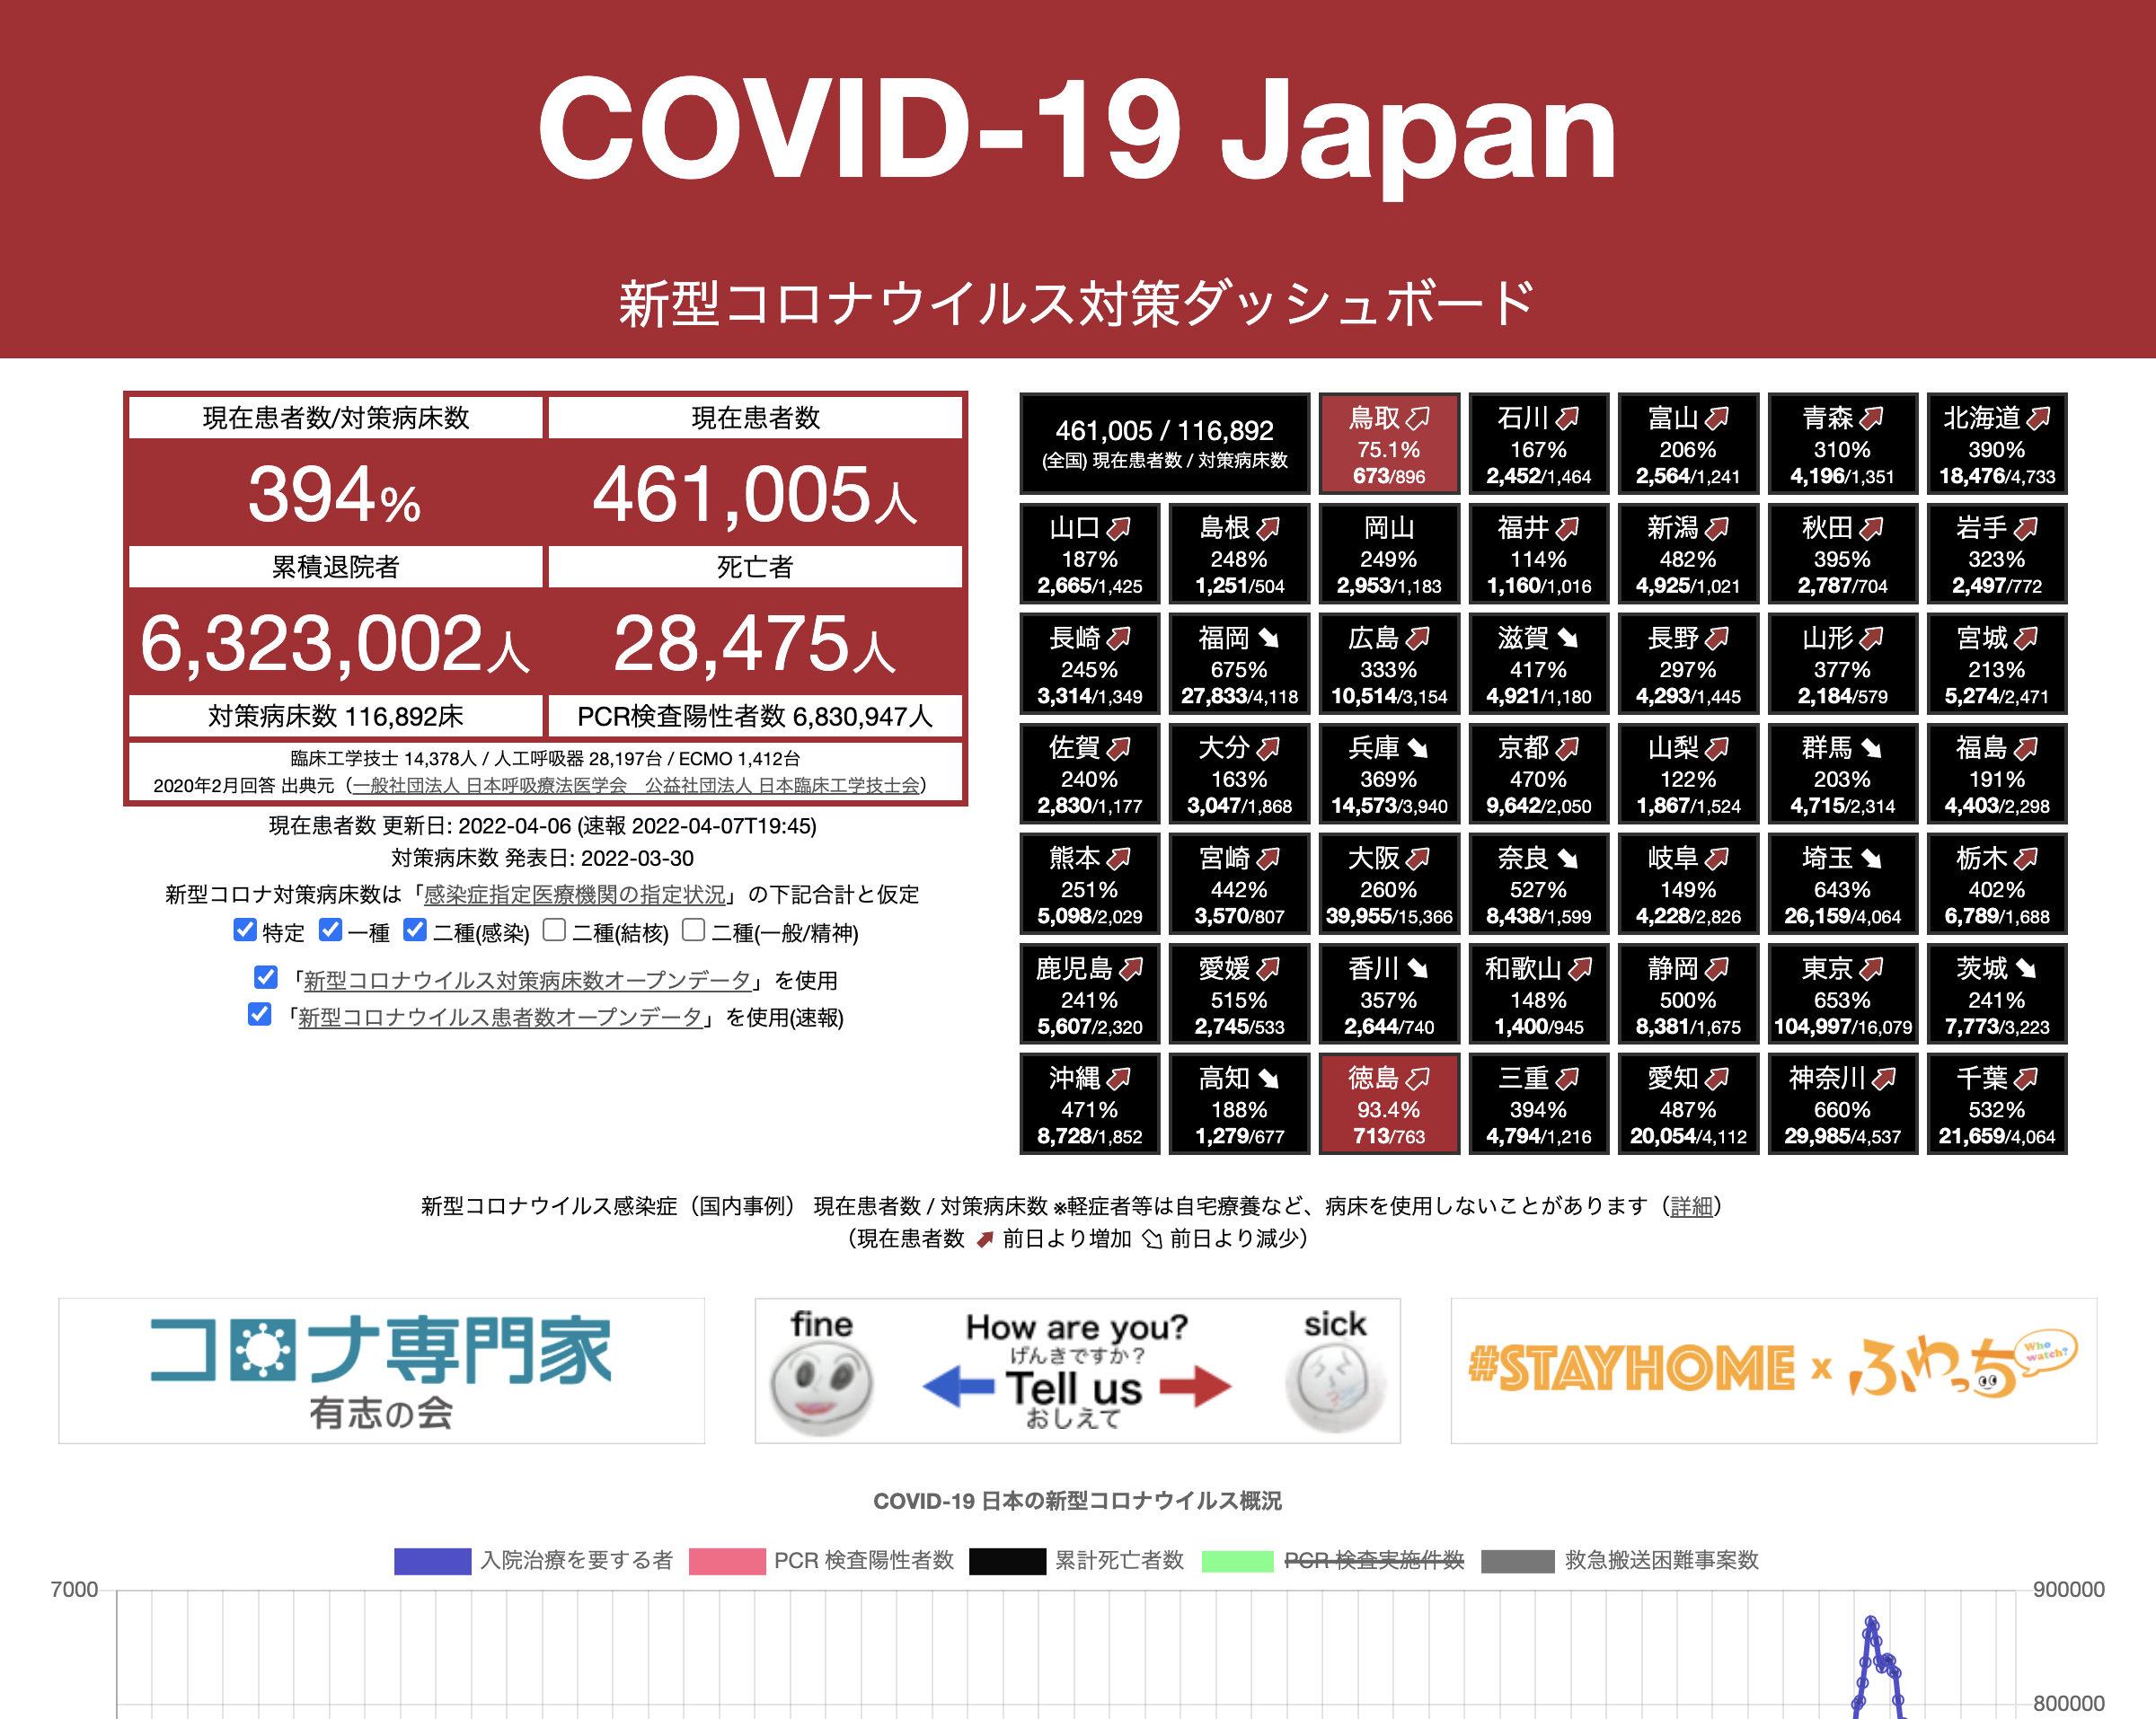 COVID-19 Japan
新型コロナウイルス対策ダッシュボード
現在患者数/対策病床数
現在患者数
394%
461,005人
累積退院者
死亡者
6,323,002人
28,475人
対策病床数 116,892床
PCR検査陽性者数 6,830,947人
臨床工学技士 14,378人 / 人工呼吸器 28,197台 / ECMO 1,412台
2020年2月回答 出典元（一般社団法人 日本呼吸療法医学会　公益社団法人 日本臨床工学技士会）
現在患者数 更新日: 2022-04-06 (速報 2022-04-07T19:45)
対策病床数 発表日: 2022-03-30
新型コロナ対策病床数は「感染症指定医療機関の指定状況」の下記合計と仮定
特定 一種 二種(感染) 二種(結核) 二種(一般/精神)
「新型コロナウイルス対策病床数オープンデータ」を使用
「新型コロナウイルス患者数オープンデータ」を使用(速報)
461,005 / 116,892
(全国) 現在患者数 / 対策病床数
鳥取
75.1%
673/896
石川
167%
2,452/1,464
富山
206%
2,564/1,241
青森
310%
4,196/1,351
北海道
390%
18,476/4,733
山口
187%
2,665/1,425
島根
248%
1,251/504
岡山
249%
2,953/1,183
福井
114%
1,160/1,016
新潟
482%
4,925/1,021
秋田
395%
2,787/704
岩手
323%
2,497/772
長崎
245%
3,314/1,349
福岡
675%
27,833/4,118
広島
333%
10,514/3,154
滋賀
417%
4,921/1,180
長野
297%
4,293/1,445
山形
377%
2,184/579
宮城
213%
5,274/2,471
佐賀
240%
2,830/1,177
大分
163%
3,047/1,868
兵庫
369%
14,573/3,940
京都
470%
9,642/2,050
山梨
122%
1,867/1,524
群馬
203%
4,715/2,314
福島
191%
4,403/2,298
熊本
251%
5,098/2,029
宮崎
442%
3,570/807
大阪
260%
39,955/15,366
奈良
527%
8,438/1,599
岐阜
149%
4,228/2,826
埼玉
643%
26,159/4,064
栃木
402%
6,789/1,688
鹿児島
241%
5,607/2,320
愛媛
515%
2,745/533
香川
357%
2,644/740
和歌山
148%
1,400/945
静岡
500%
8,381/1,675
東京
653%
104,997/16,079
茨城
241%
7,773/3,223
沖縄
471%
8,728/1,852
高知
188%
1,279/677
徳島
93.4%
713/763
三重
394%
4,794/1,216
愛知
487%
20,054/4,112
神奈川
660%
29,985/4,537
千葉
532%
21,659/4,064
新型コロナウイルス感染症（国内事例） 現在患者数 / 対策病床数 ※軽症者等は自宅療養など、病床を使用しないことがあります（詳細）
（現在患者数 前日より増加 前日より減少）
コロナ専門家
有志の会
fine
How are you?
げんきですか？
Tell us
おしえて
sick
#STAYHOME x ふわっち
Who watch?
COVID-19 日本の新型コロナウイルス概況
入院治療を要する者 PCR 検査陽性者数 累計死亡者数 PCR 検査実施件数 救急搬送困難事案数
7000
900000
800000